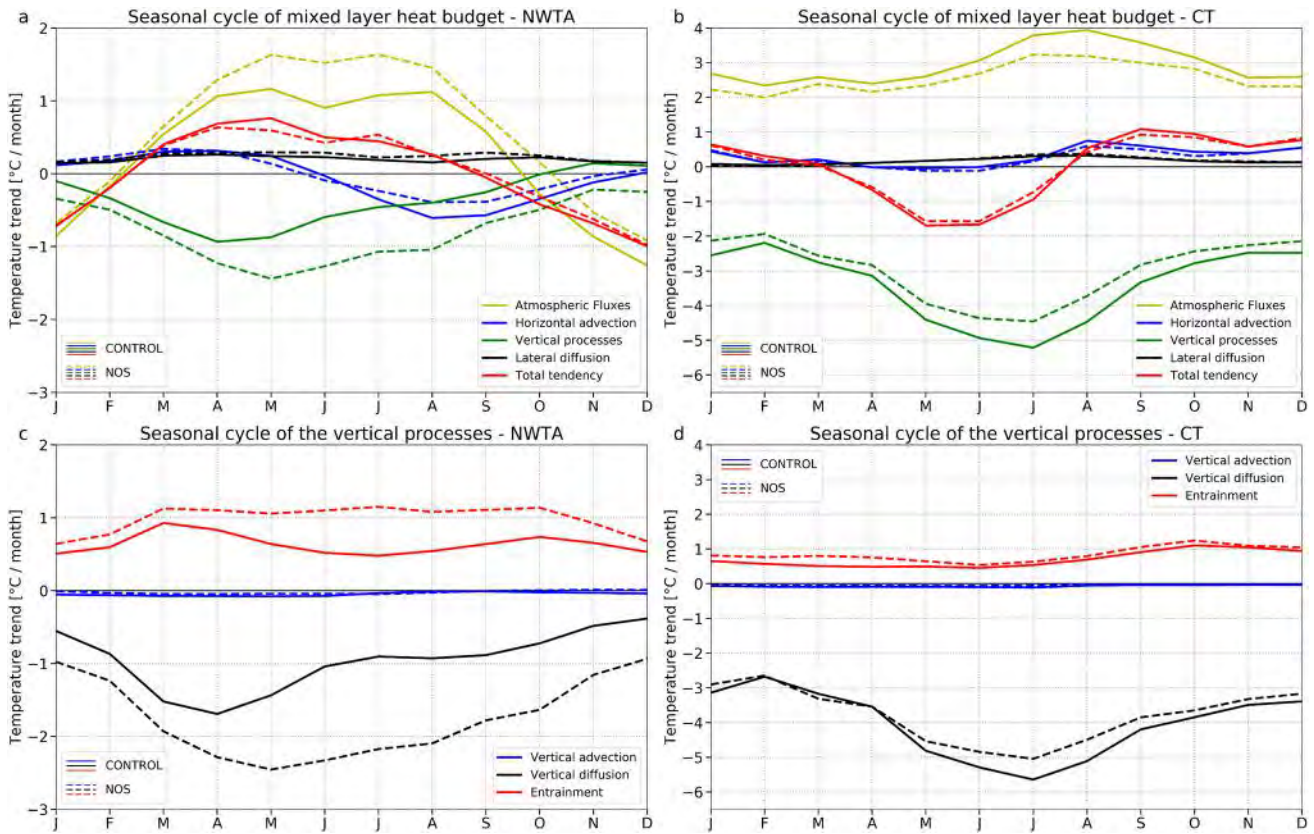 a
Seasonal cycle of mixed layer heat budget - NWTA
Temperature trend [°C / month]
2
1
0
−1
−2
−3
CONTROL
NOS
Atmospheric Fluxes
Horizontal advection
Vertical processes
Lateral diffusion
Total tendency
J F M A M J J A S O N D
b
Seasonal cycle of mixed layer heat budget - CT
Temperature trend [°C / month]
4
3
2
1
0
−1
−2
−3
−4
−5
−6
CONTROL
NOS
Atmospheric Fluxes
Horizontal advection
Vertical processes
Lateral diffusion
Total tendency
J F M A M J J A S O N D
c
Seasonal cycle of the vertical processes - NWTA
Temperature trend [°C / month]
2
1
0
−1
−2
−3
CONTROL
NOS
Vertical advection
Vertical diffusion
Entrainment
J F M A M J J A S O N D
d
Seasonal cycle of the vertical processes - CT
Temperature trend [°C / month]
4
3
2
1
0
−1
−2
−3
−4
−5
−6
CONTROL
NOS
Vertical advection
Vertical diffusion
Entrainment
J F M A M J J A S O N D